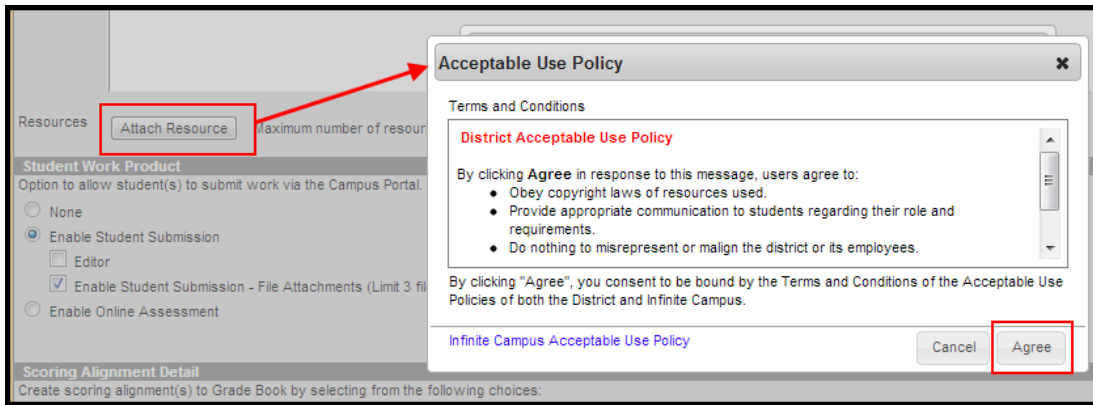 Acceptable Use Policy
Terms and Conditions
District Acceptable Use Policy
By clicking Agree in response to this message, users agree to:
Obey copyright laws of resources used.
Provide appropriate communication to students regarding their role and
requirements.
Do nothing to misrepresent or malign the district or its employees.
By clicking "Agree", you consent to be bound by the Terms and Conditions of the Acceptable Use
Policies of both the District and Infinite Campus.
Infinite Campus Acceptable Use Policy
Cancel Agree
Resources Attach Resource Maximum number of resour
Student Work Product
Option to allow student(s) to submit work via the Campus Portal.
None
Enable Student Submission
Editor
Enable Student Submission - File Attachments (Limit 3 fil
Enable Online Assessment
Scoring Alignment Detail
Create scoring alignment(s) to Grade Book by selecting from the following choices: